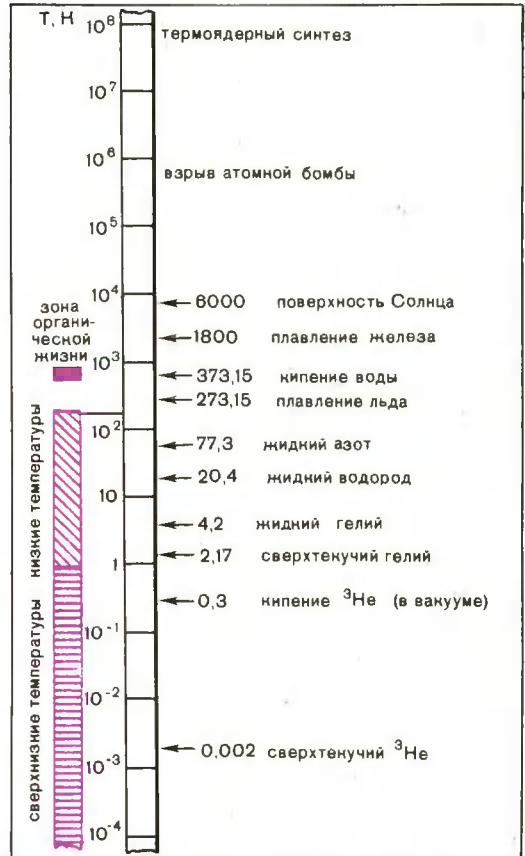 Т, Н
10⁸
термоядерный синтез
10⁷
10⁶
взрыв атомной бомбы
10⁵
10⁴
6000 поверхность Солнца
зона
органи-
ческой
жизни
1800 плавление железа
10³
373,15 кипение воды
273,15 плавление льда
10²
77,3 жидкий азот
20,4 жидкий водород
10
4,2 жидкий гелий
2,17 сверхтекучий гелий
1
0,3 кипение ³Не (в вакууме)
10⁻¹
10⁻²
0,002 сверхтекучий ³Не
10⁻³
10⁻⁴
низкие температуры
сверхнизкие температуры